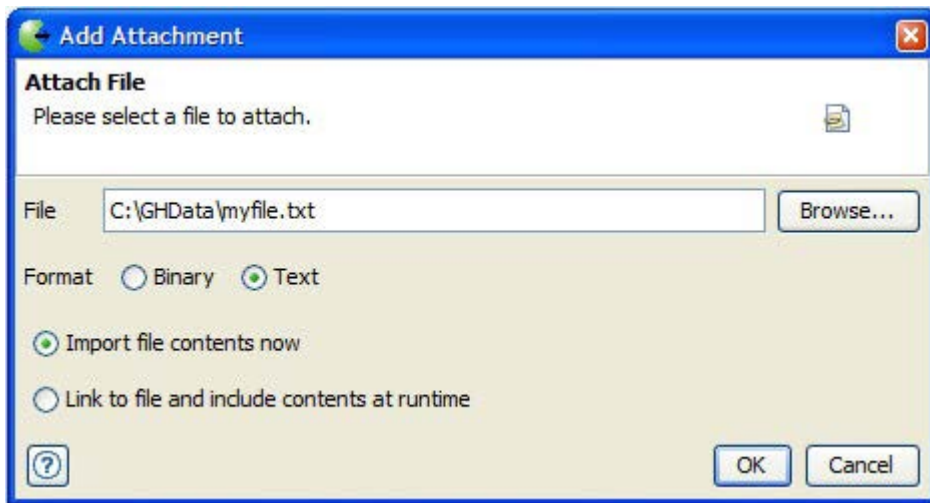 Add Attachment
Attach File
Please select a file to attach.
File C:\GHData\myfile.txt Browse...
Format Binary Text
Import file contents now
Link to file and include contents at runtime
? OK Cancel